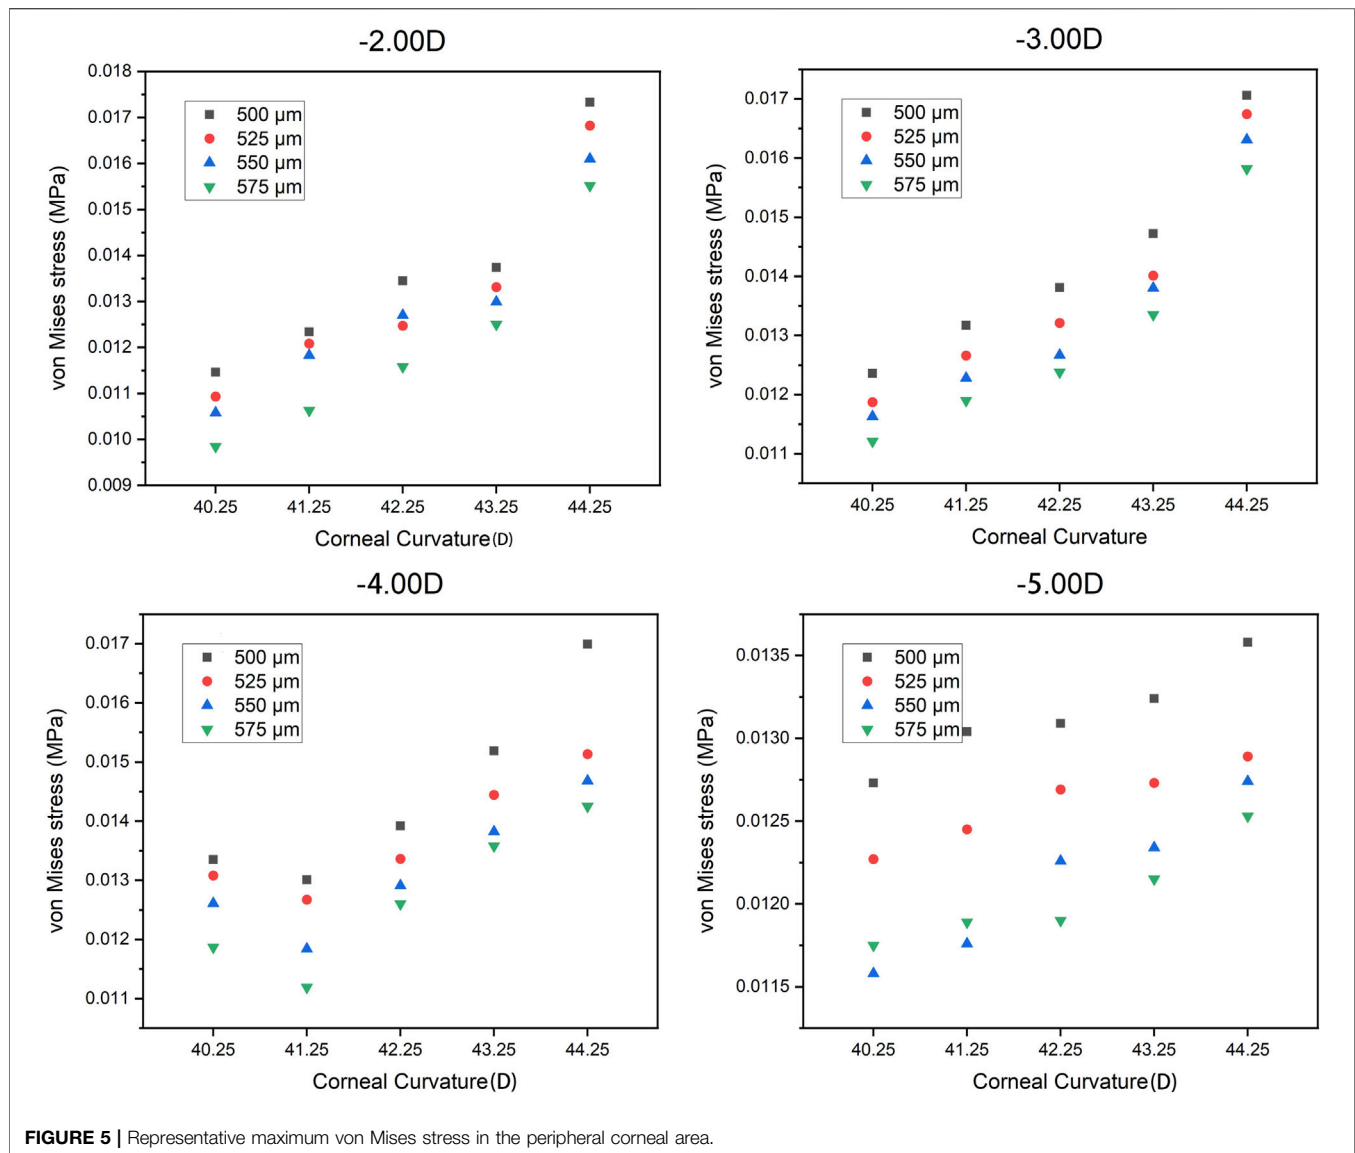 -2.00D
0.018
0.017
0.016
0.015
0.014
0.013
0.012
0.011
0.010
0.009
von Mises stress (MPa)
500 μm
525 μm
550 μm
575 μm
40.25 41.25 42.25 43.25 44.25
Corneal Curvature(D)
-3.00D
0.017
0.016
0.015
0.014
0.013
0.012
0.011
von Mises stress (MPa)
500 μm
525 μm
550 μm
575 μm
40.25 41.25 42.25 43.25 44.25
Corneal Curvature
-4.00D
0.017
0.016
0.015
0.014
0.013
0.012
0.011
von Mises stress (MPa)
500 μm
525 μm
550 μm
575 μm
40.25 41.25 42.25 43.25 44.25
Corneal Curvature(D)
-5.00D
0.0135
0.0130
0.0125
0.0120
0.0115
von Mises stress (MPa)
500 μm
525 μm
550 μm
575 μm
40.25 41.25 42.25 43.25 44.25
Corneal Curvature(D)
FIGURE 5 | Representative maximum von Mises stress in the peripheral corneal area.